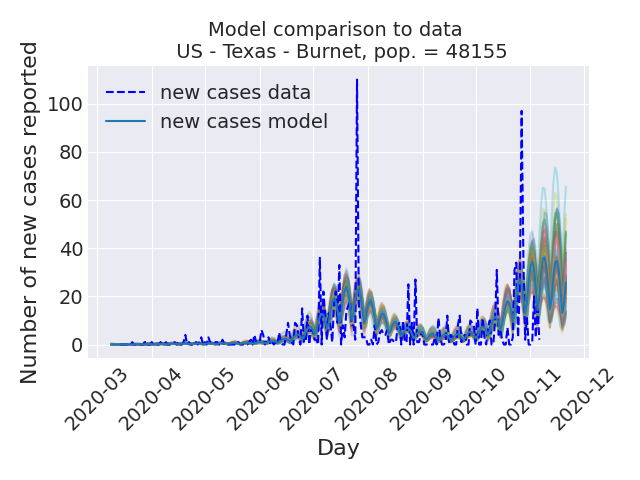 Model comparison to data
US - Texas - Burnet, pop. = 48155
new cases data
new cases model
Number of new cases reported
100
80
60
40
20
0
2020-03
2020-04
2020-05
2020-06
2020-07
2020-08
2020-09
2020-10
2020-11
2020-12
Day